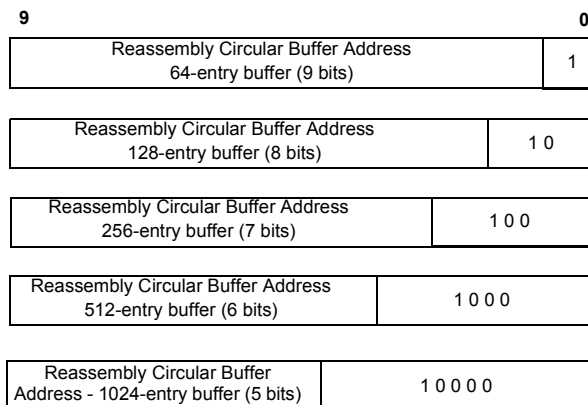 9 0
Reassembly Circular Buffer Address
64-entry buffer (9 bits)
1
Reassembly Circular Buffer Address
128-entry buffer (8 bits)
1 0
Reassembly Circular Buffer Address
256-entry buffer (7 bits)
1 0 0
Reassembly Circular Buffer Address
512-entry buffer (6 bits)
1 0 0 0
Reassembly Circular Buffer
Address - 1024-entry buffer (5 bits)
1 0 0 0 0